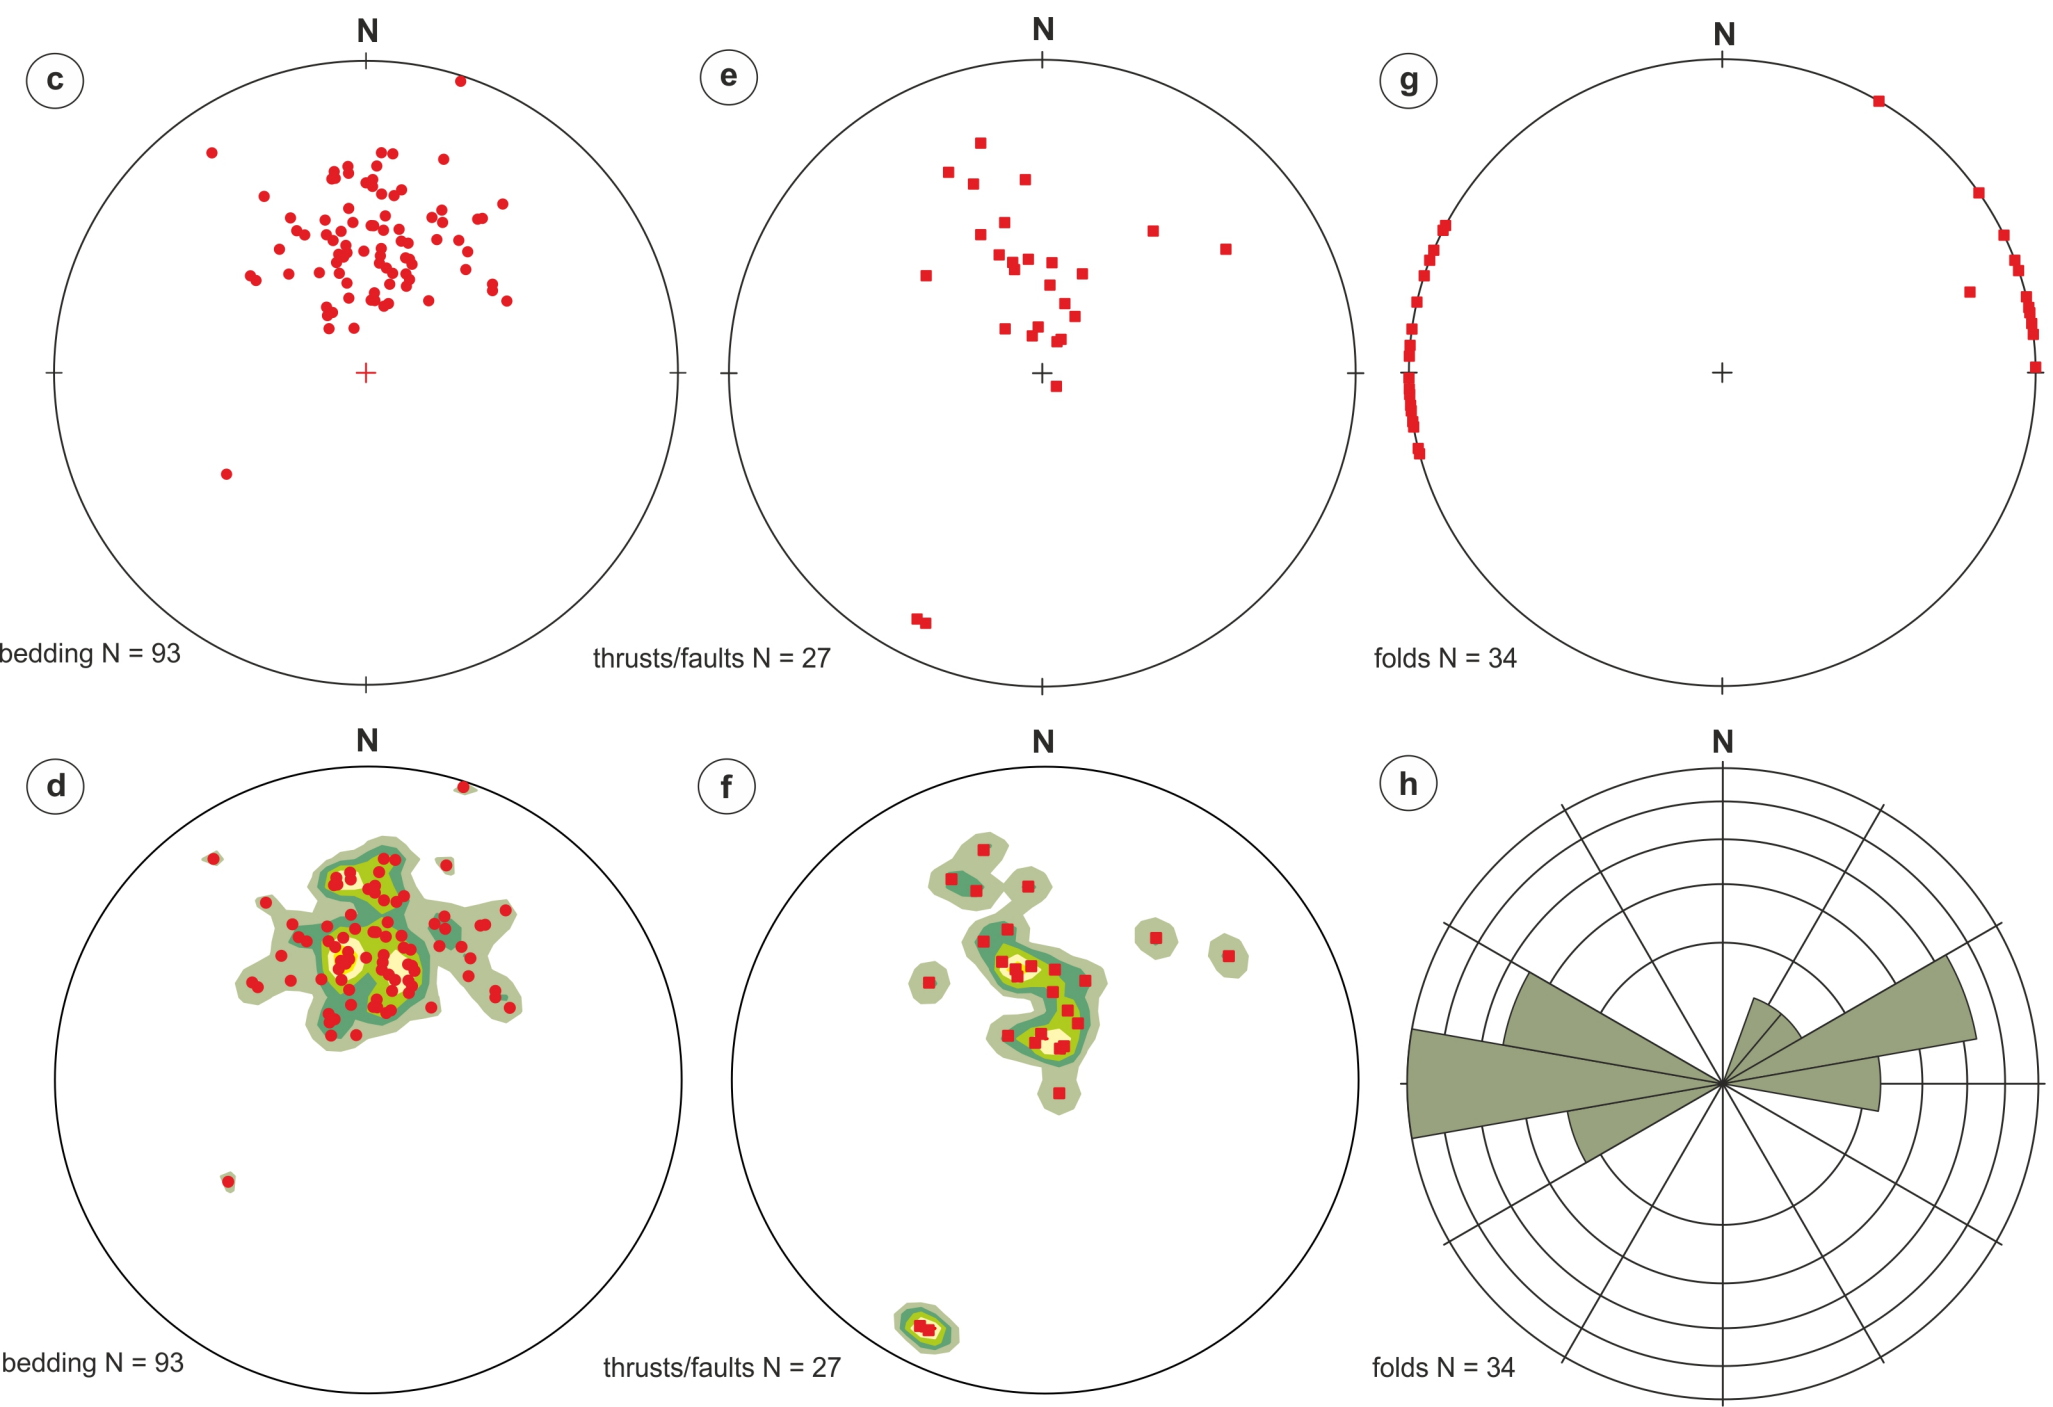 N
N
N
c
e
g
bedding N = 93
thrusts/faults N = 27
folds N = 34
N
N
N
d
f
h
bedding N = 93
thrusts/faults N = 27
folds N = 34